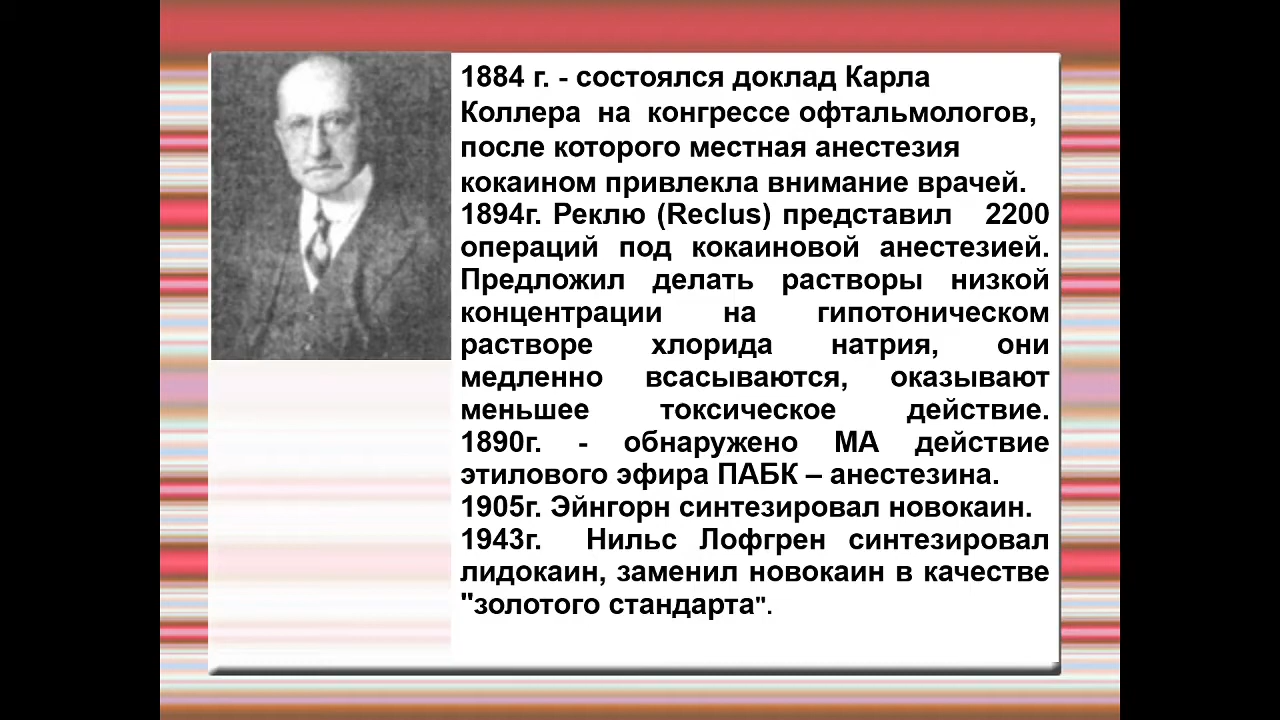 1884 г. - состоялся доклад Карла
Коллера на конгрессе офтальмологов,
после которого местная анестезия
кокаином привлекла внимание врачей.
1894г. Реклю (Reclus) представил 2200
операций под кокаиновой анестезией.
Предложил делать растворы низкой
концентрации на гипотоническом
растворе хлорида натрия, они
медленно всасываются, оказывают
меньшее токсическое действие.
1890г. - обнаружено МА действие
этилового эфира ПАБК – анестезина.
1905г. Эйнгорн синтезировал новокаин.
1943г. Нильс Лофгрен синтезировал
лидокаин, заменил новокаин в качестве
"золотого стандарта".